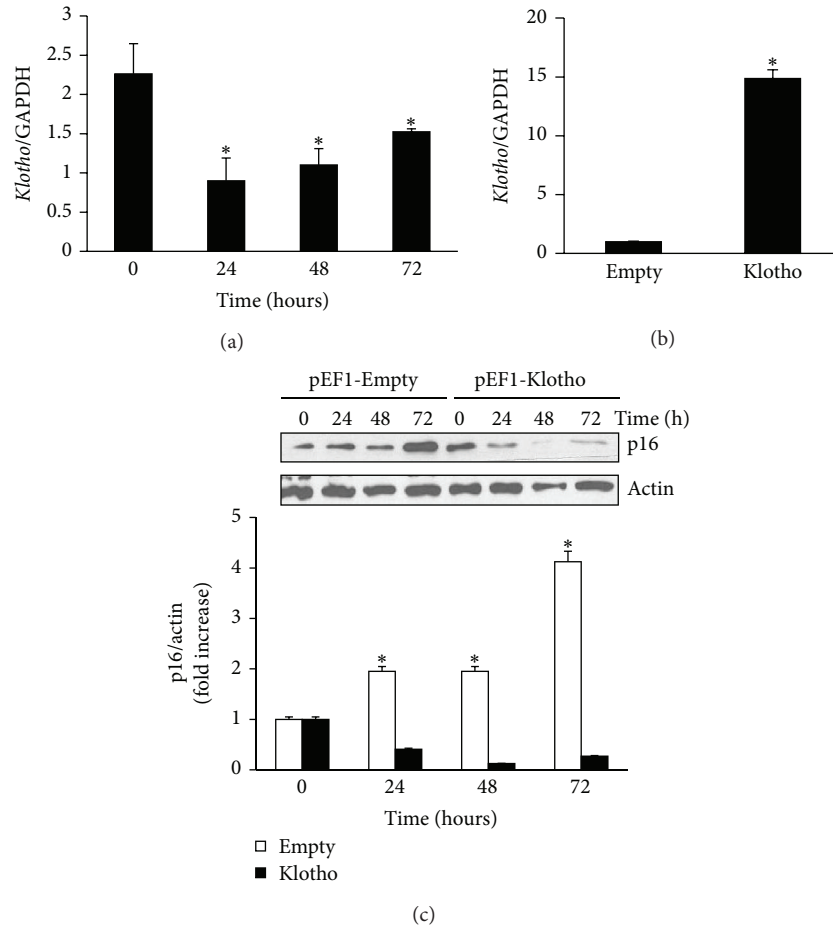 3
2.5
2
1.5
1
0.5
0
Klotho/GAPDH
*
*
*
0 24 48 72
Time (hours)
(a)
20
15
10
5
0
Klotho/GAPDH
*
Empty Klotho
(b)
pEF1-Empty pEF1-Klotho
0 24 48 72 0 24 48 72 Time (h)
p16
Actin
5
4
3
2
1
0
p16/actin
(fold increase)
*
*
*
0 24 48 72
Time (hours)
Empty
Klotho
(c)